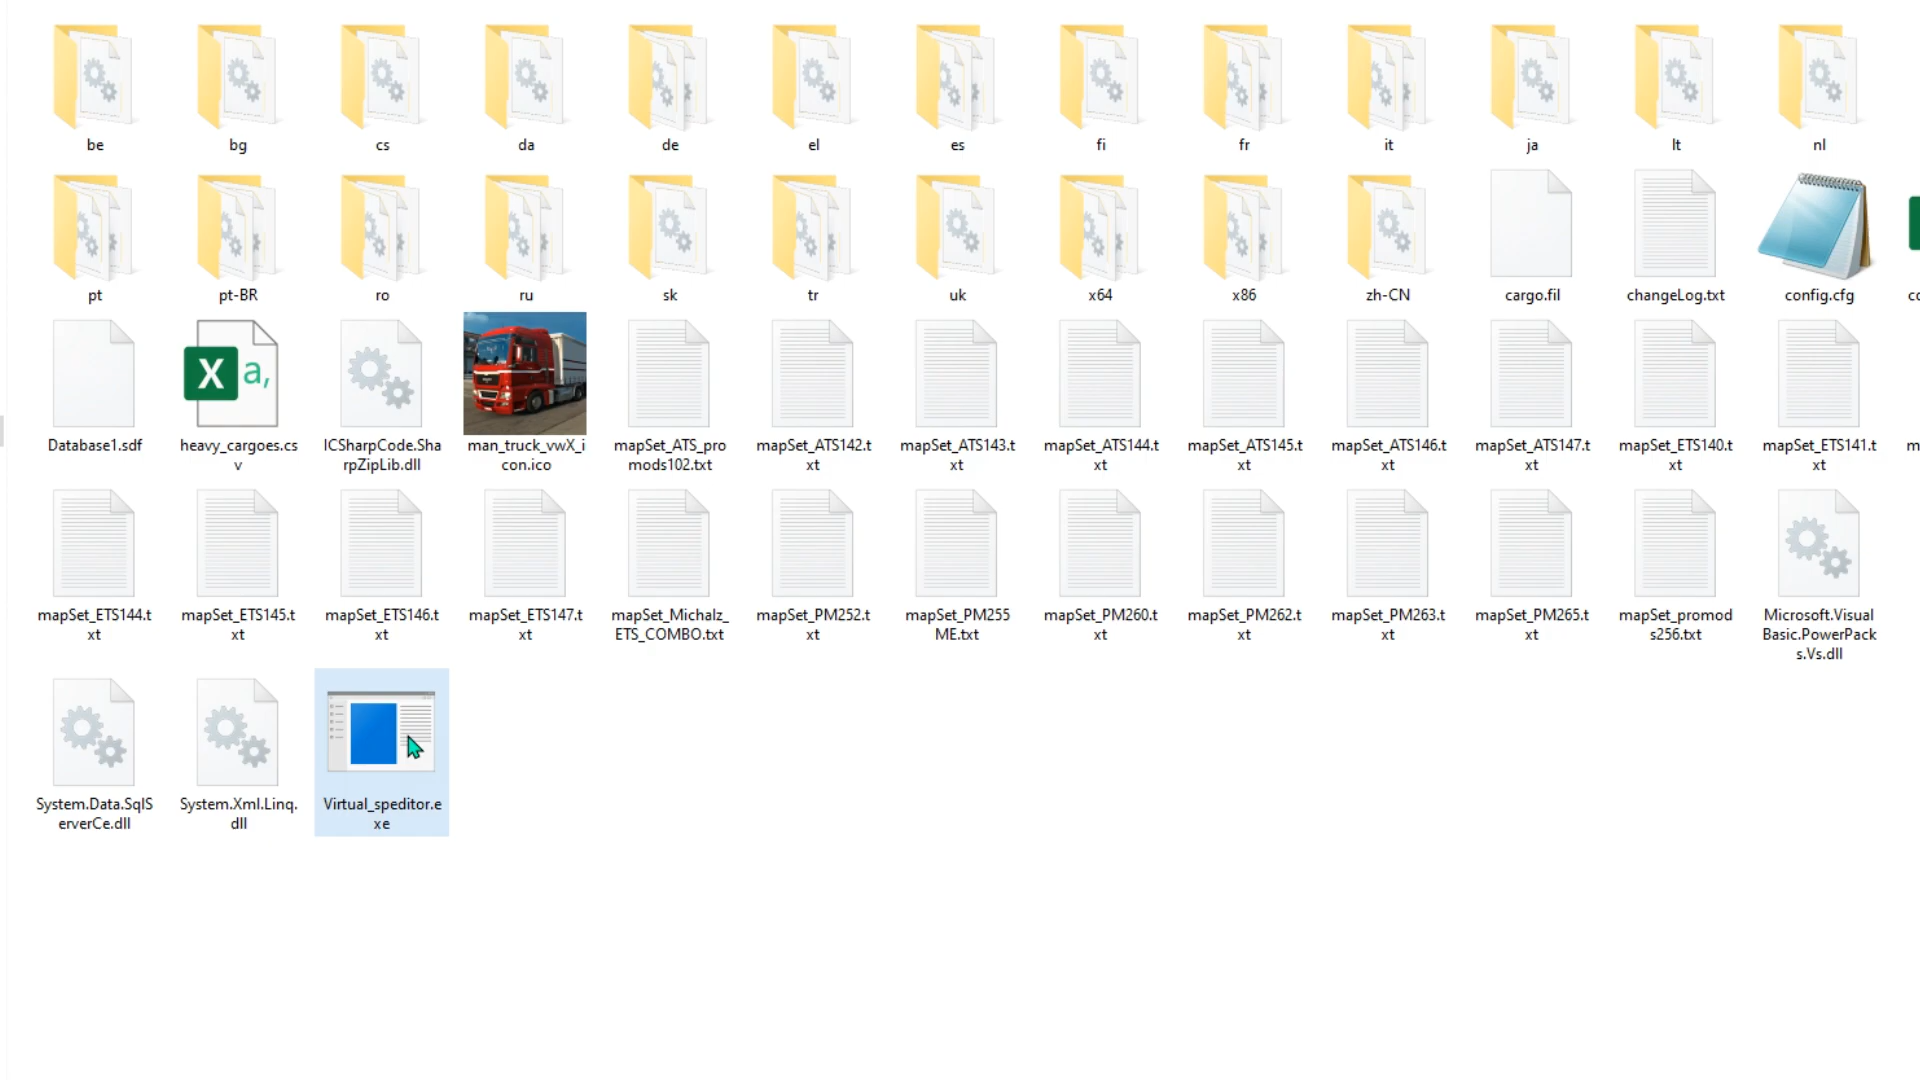 be bg cs da de el es fi fr it ja lt nl
pt pt-BR ro ru sk tr uk x64 x86 zh-CN cargo.fil changeLog.txt config.cfg
Database1.sdf heavy_cargoes.cs ICSharpCode.Sha man_truck_vwX_i mapSet_ATS_pro mapSet_ATS142.t mapSet_ATS143.t mapSet_ATS144.t mapSet_ATS145.t mapSet_ATS146.t mapSet_ATS147.t mapSet_ETS140.t mapSet_ETS141.t
v rpZipLib.dll con.ico mods102.txt xt xt xt xt xt xt xt xt
mapSet_ETS144.t mapSet_ETS145.t mapSet_ETS146.t mapSet_ETS147.t mapSet_Michalz_ mapSet_PM252.t mapSet_PM255 mapSet_PM260.t mapSet_PM262.t mapSet_PM263.t mapSet_PM265.t mapSet_promod Microsoft.Visual
xt xt xt xt ETS_COMBO.txt xt ME.txt xt xt xt xt s256.txt Basic.PowerPack
s.Vs.dll
System.Data.SqlS System.Xml.Linq. Virtual_speditor.e
erverCe.dll dll xe